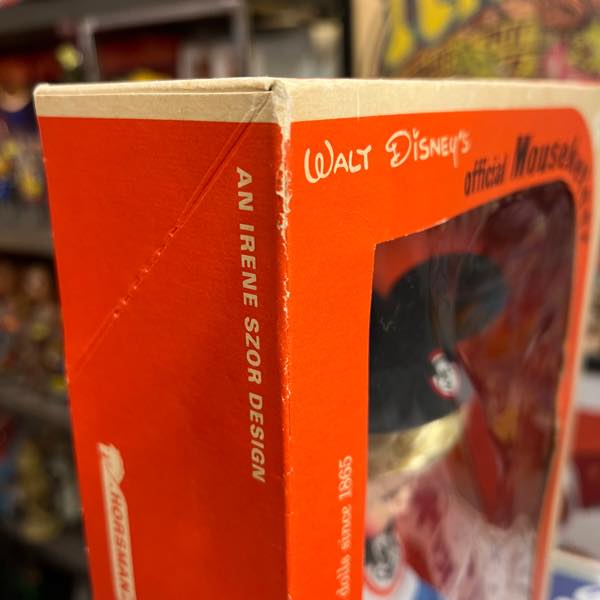 WALT DISNEY'S
official
AN IRENE SZOR DESIGN
HORSMAN
dolls since 1865